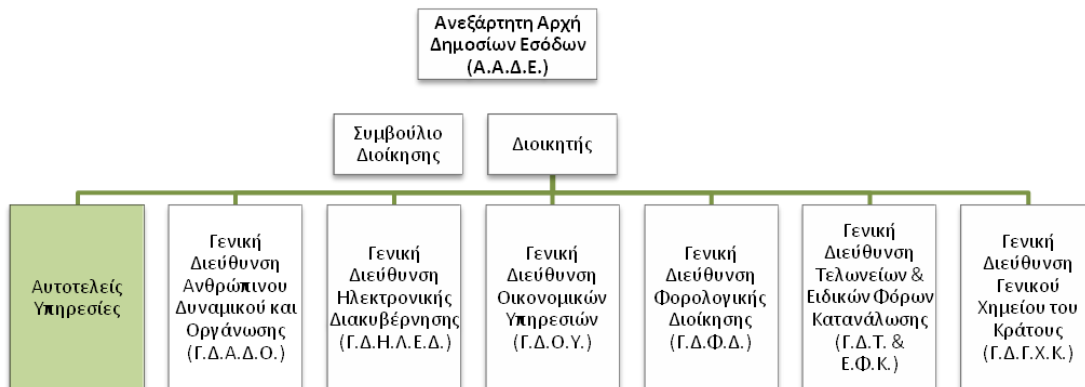 Ανεξάρτητη Αρχή
Δημοσίων Εσόδων
(Α.Α.Δ.Ε.)
Συμβούλιο
Διοίκησης
Διοικητής
Αυτοτελείς
Υπηρεσίες
Γενική
Διεύθυνση
Ανθρώπινου
Δυναμικού και
Οργάνωσης
(Γ.Δ.Α.Δ.Ο.)
Γενική
Διεύθυνση
Ηλεκτρονικής
Διακυβέρνησης
(Γ.Δ.Η.Λ.Ε.Δ.)
Γενική
Διεύθυνση
Οικονομικών
Υπηρεσιών
(Γ.Δ.Ο.Υ.)
Γενική
Διεύθυνση
Φορολογικής
Διοίκησης
(Γ.Δ.Φ.Δ.)
Γενική
Διεύθυνση
Τελωνείων &
Ειδικών Φόρων
Κατανάλωσης
(Γ.Δ.Τ. &
Ε.Φ.Κ.)
Γενική
Διεύθυνση
Γενικού
Χημείου του
Κράτους
(Γ.Δ.Γ.Χ.Κ.)